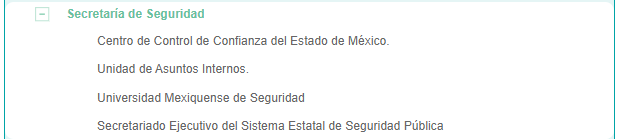 Secretaría de Seguridad
Centro de Control de Confianza del Estado de México.
Unidad de Asuntos Internos.
Universidad Mexiquense de Seguridad
Secretariado Ejecutivo del Sistema Estatal de Seguridad Pública